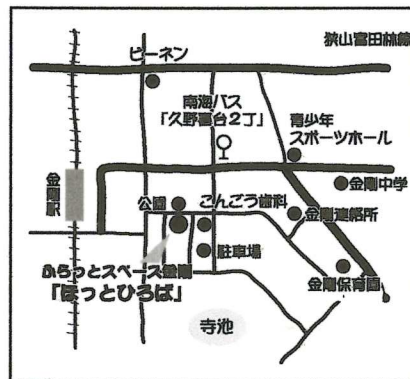 狭山富田林線
ピーネン
南海バス
「久野喜台2丁」
青少年
スポーツホール
金剛駅
公園
こんごう歯科
金剛中学
金剛連絡所
駐車場
ふらっとスペース金剛
「ほっとひろば」
金剛保育園
寺池